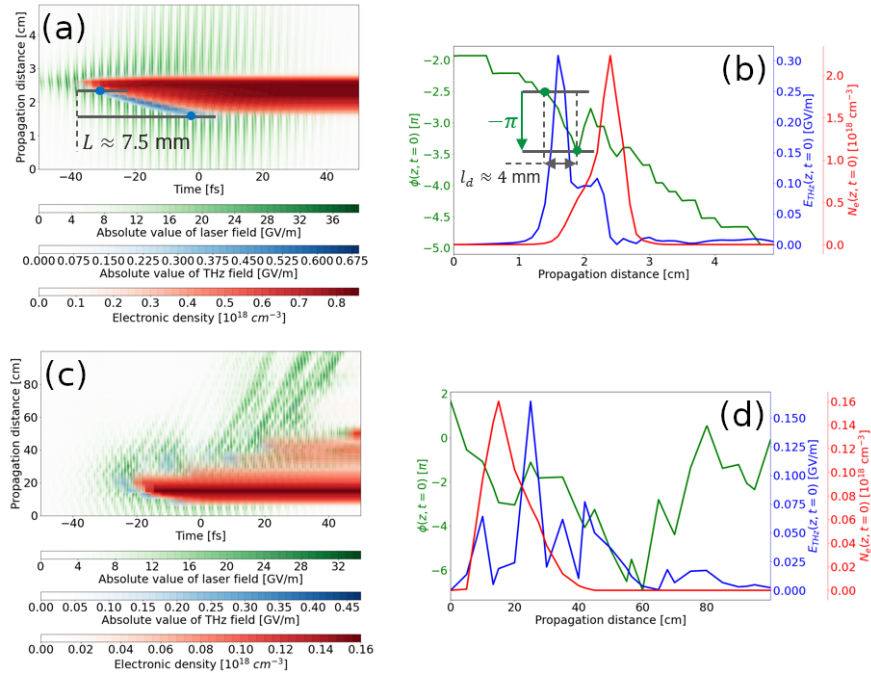 (a)
Propagation distance [cm]
5
4
3
2
1
0
L ≈ 7.5 mm
−40 −20 0 20 40
Time [fs]
0 4 8 12 16 20 24 28 32 36
Absolute value of laser field [GV/m]
0.000 0.075 0.150 0.225 0.300 0.375 0.450 0.525 0.600 0.675
Absolute value of THz field [GV/m]
0.0 0.1 0.2 0.3 0.4 0.5 0.6 0.7 0.8
Electronic density [10^18 cm^−3]
(b)
ϕ(z, t = 0) [π]
−2.0
−2.5
−3.0
−3.5
−4.0
−4.5
−5.0
−π
l_d ≈ 4 mm
0 1 2 3 4
Propagation distance [cm]
0.30
0.25
0.20
0.15
0.10
0.05
0.00
E_THz(z, t = 0) [GV/m]
2.0
1.5
1.0
0.5
0.0
N_e(z, t = 0) [10^18 cm^−3]
(c)
Propagation distance [cm]
80
60
40
20
0
−40 −20 0 20 40
Time [fs]
0 4 8 12 16 20 24 28 32
Absolute value of laser field [GV/m]
0.00 0.05 0.10 0.15 0.20 0.25 0.30 0.35 0.40 0.45
Absolute value of THz field [GV/m]
0.00 0.02 0.04 0.06 0.08 0.10 0.12 0.14 0.16
Electronic density [10^18 cm^−3]
(d)
ϕ(z, t = 0) [π]
2
0
−2
−4
−6
0 20 40 60 80
Propagation distance [cm]
0.150
0.125
0.100
0.075
0.050
0.025
0.000
E_THz(z, t = 0) [GV/m]
0.16
0.14
0.12
0.10
0.08
0.06
0.04
0.02
0.00
N_e(z, t = 0) [10^18 cm^−3]